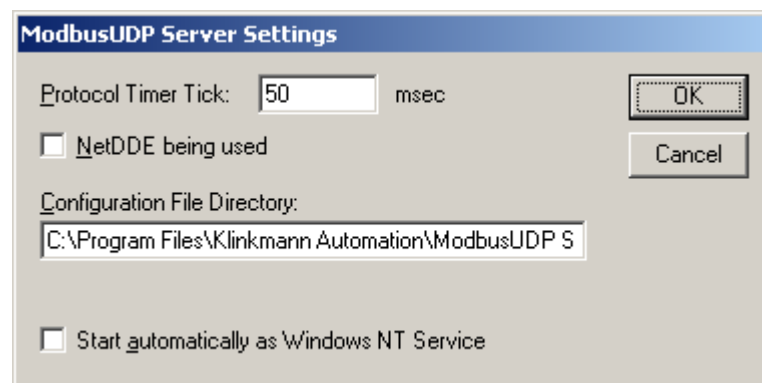 ModbusUDP Server Settings
Protocol Timer Tick: 50 msec
OK
NetDDE being used
Cancel
Configuration File Directory:
C:\Program Files\Klinkmann Automation\ModbusUDP S
Start automatically as Windows NT Service